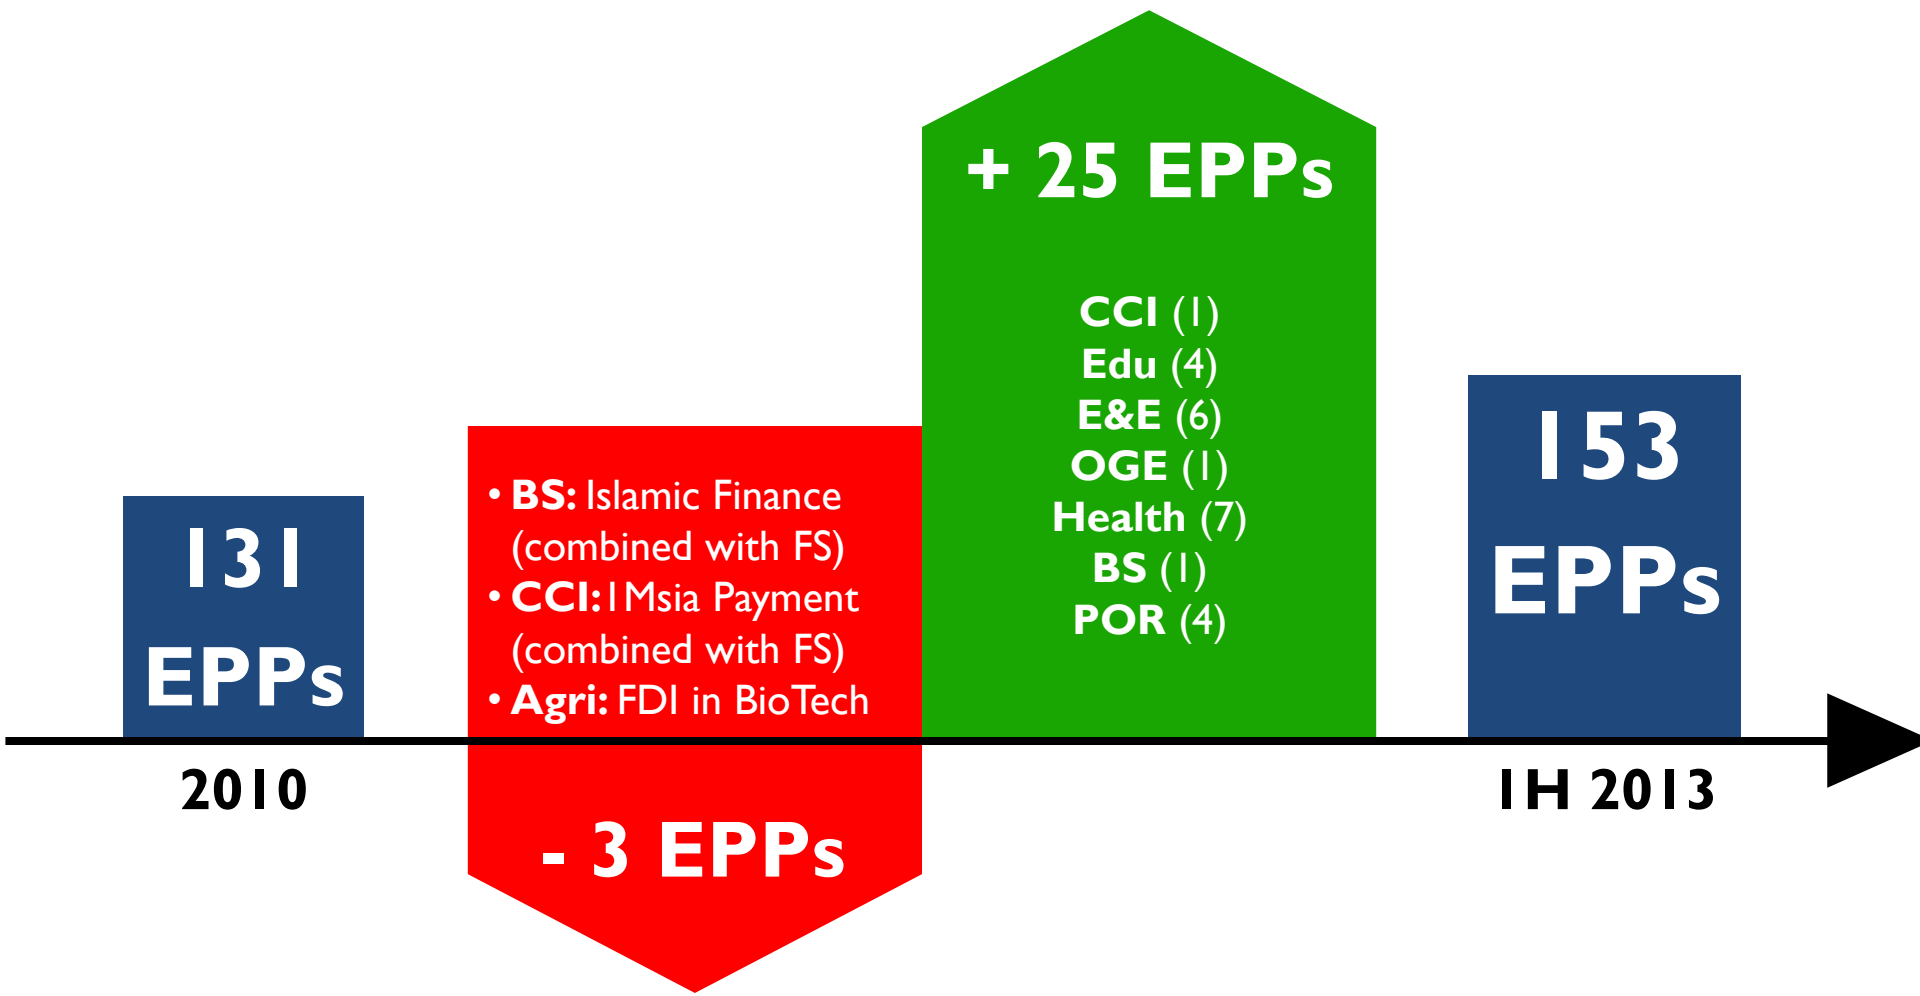 131
EPPs
2010
• BS: Islamic Finance
(combined with FS)
• CCI: 1Msia Payment
(combined with FS)
• Agri: FDI in BioTech
- 3 EPPs
+ 25 EPPs
CCI (1)
Edu (4)
E&E (6)
OGE (1)
Health (7)
BS (1)
POR (4)
153
EPPs
1H 2013